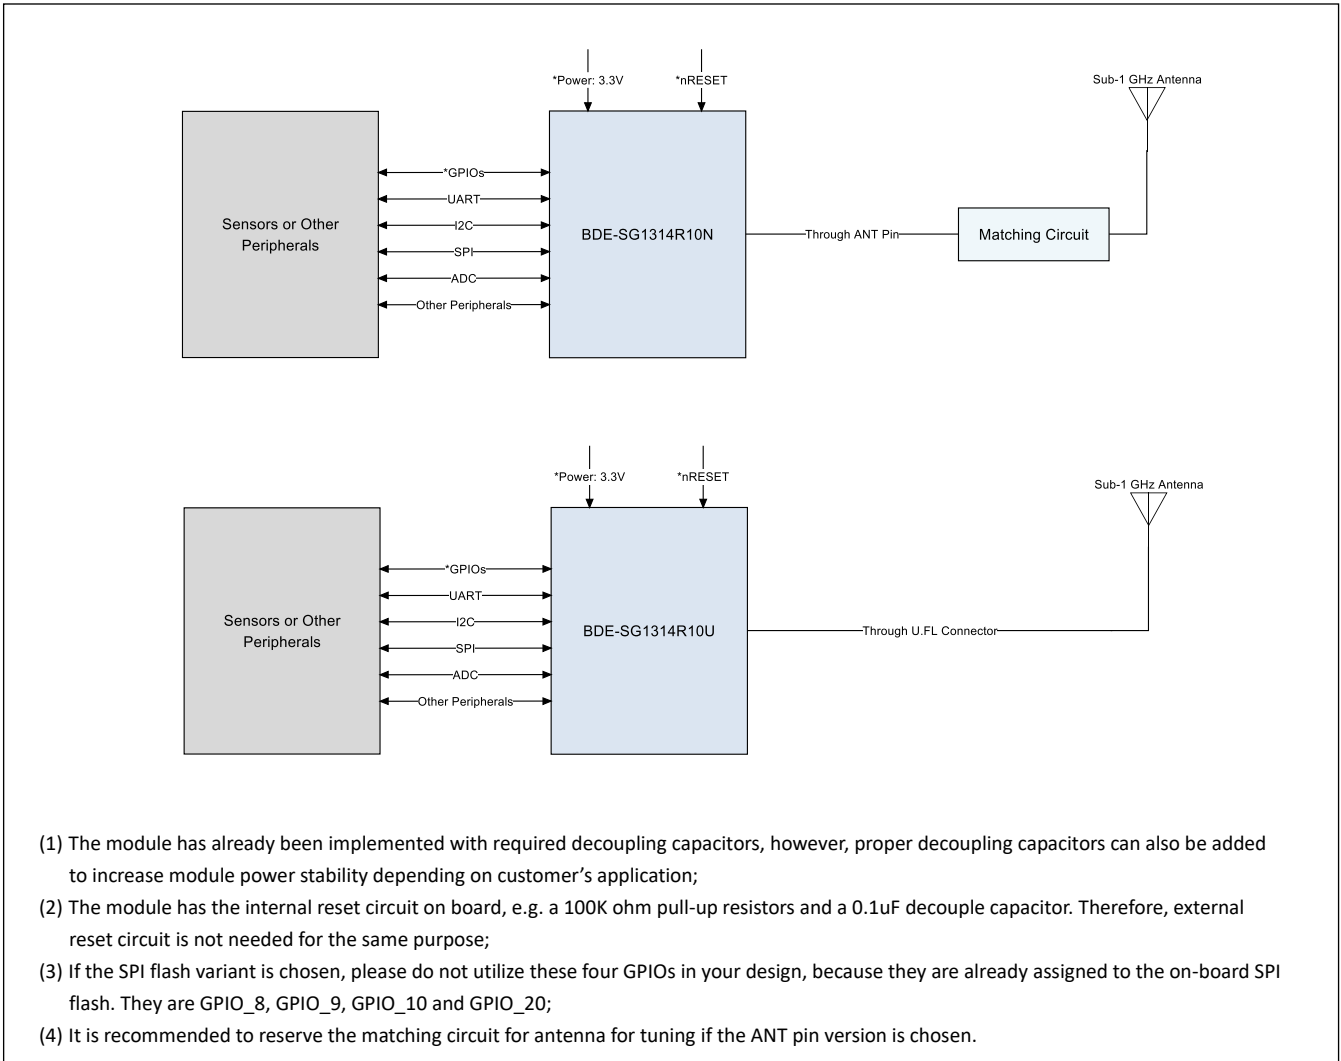 *Power: 3.3V
*nRESET
Sub-1 GHz Antenna
*GPIOs
UART
I2C
SPI
ADC
Other Peripherals
Sensors or Other
Peripherals
BDE-SG1314R10N
Through ANT Pin
Matching Circuit
*Power: 3.3V
*nRESET
Sub-1 GHz Antenna
*GPIOs
UART
I2C
SPI
ADC
Other Peripherals
Sensors or Other
Peripherals
BDE-SG1314R10U
Through U.FL Connector
(1) The module has already been implemented with required decoupling capacitors, however, proper decoupling capacitors can also be added
to increase module power stability depending on customer’s application;
(2) The module has the internal reset circuit on board, e.g. a 100K ohm pull-up resistors and a 0.1uF decouple capacitor. Therefore, external
reset circuit is not needed for the same purpose;
(3) If the SPI flash variant is chosen, please do not utilize these four GPIOs in your design, because they are already assigned to the on-board SPI
flash. They are GPIO_8, GPIO_9, GPIO_10 and GPIO_20;
(4) It is recommended to reserve the matching circuit for antenna for tuning if the ANT pin version is chosen.